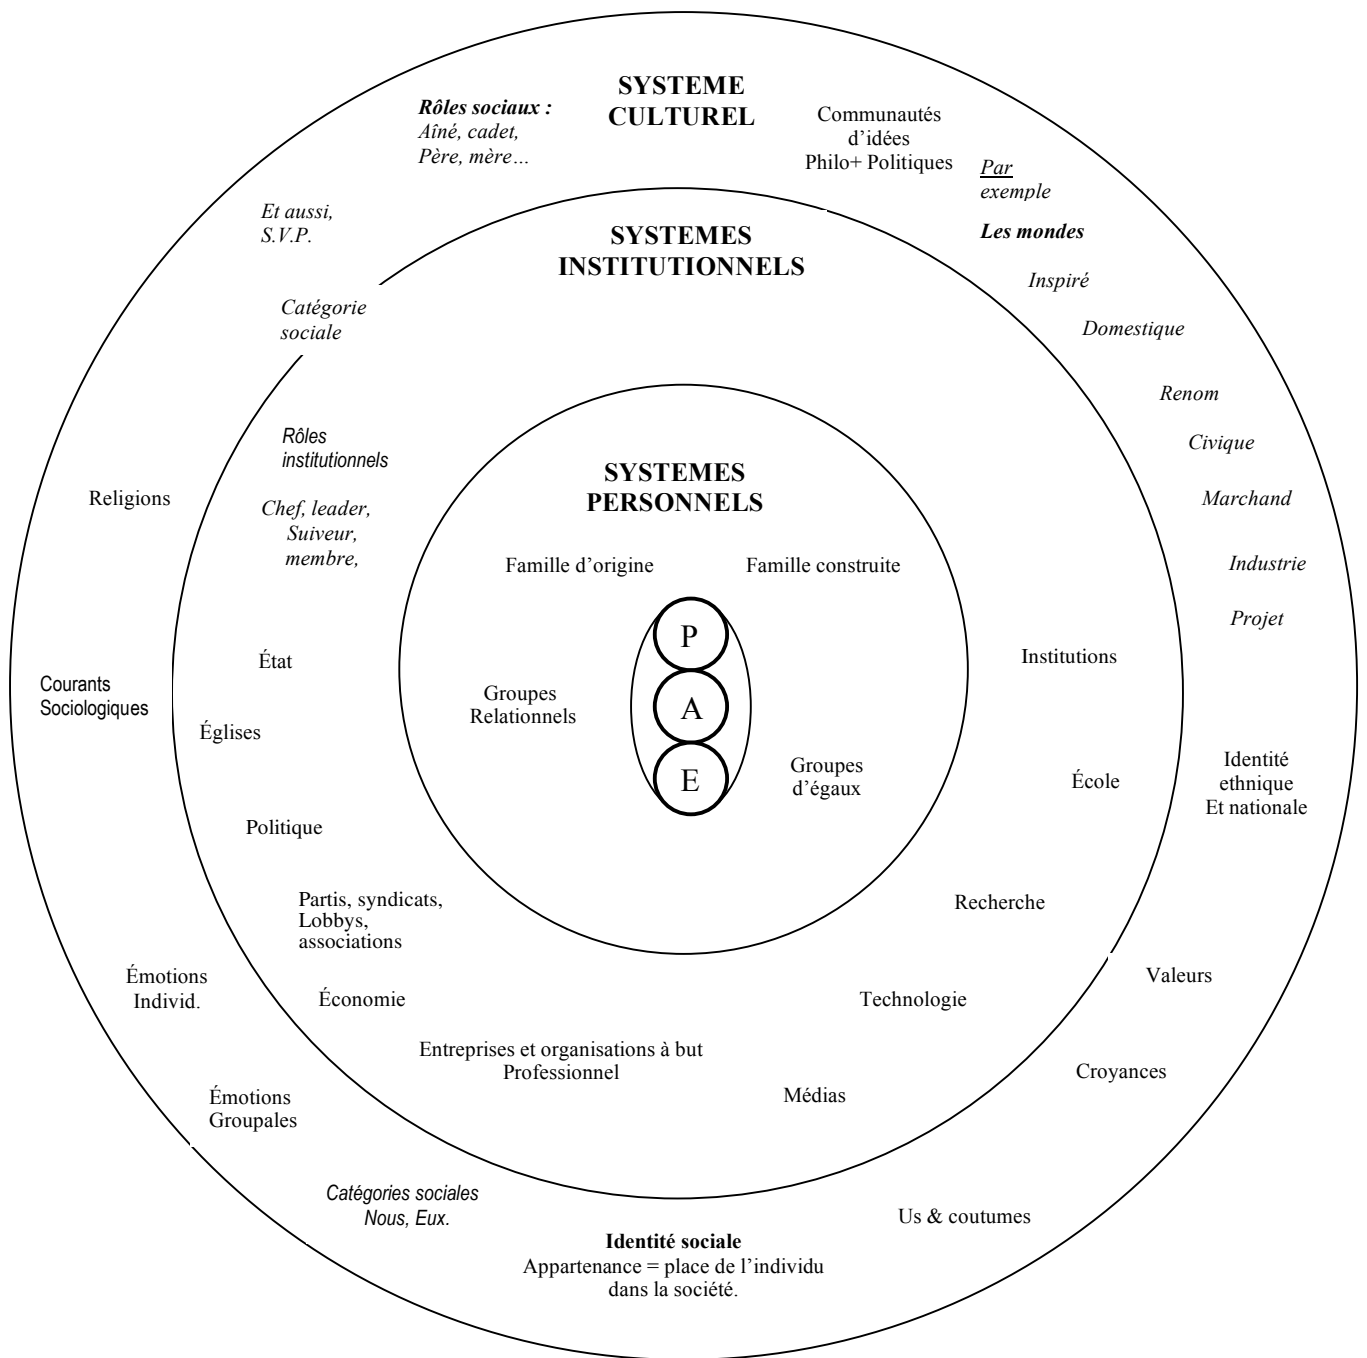 SYSTEME
CULTUREL
Rôles sociaux :
Aîné, cadet,
Père, mère…
Communautés
d’idées
Philo+ Politiques
Par
exemple
Les mondes
Et aussi,
S.V.P.
SYSTEMES
INSTITUTIONNELS
Inspiré
Domestique
Renom
Civique
Marchand
Industrie
Projet
Catégorie
sociale
Rôles
institutionnels
Chef, leader,
Suiveur,
membre,
Religions
SYSTEMES
PERSONNELS
Famille d’origine
Famille construite
P
A
E
Groupes
Relationnels
Groupes
d’égaux
État
Institutions
Courants
Sociologiques
Églises
École
Identité
ethnique
Et nationale
Politique
Partis, syndicats,
Lobbys,
associations
Recherche
Émotions
Individ.
Économie
Technologie
Valeurs
Entreprises et organisations à but
Professionnel
Médias
Croyances
Émotions
Groupales
Catégories sociales
Nous, Eux.
Us & coutumes
Identité sociale
Appartenance = place de l’individu
dans la société.